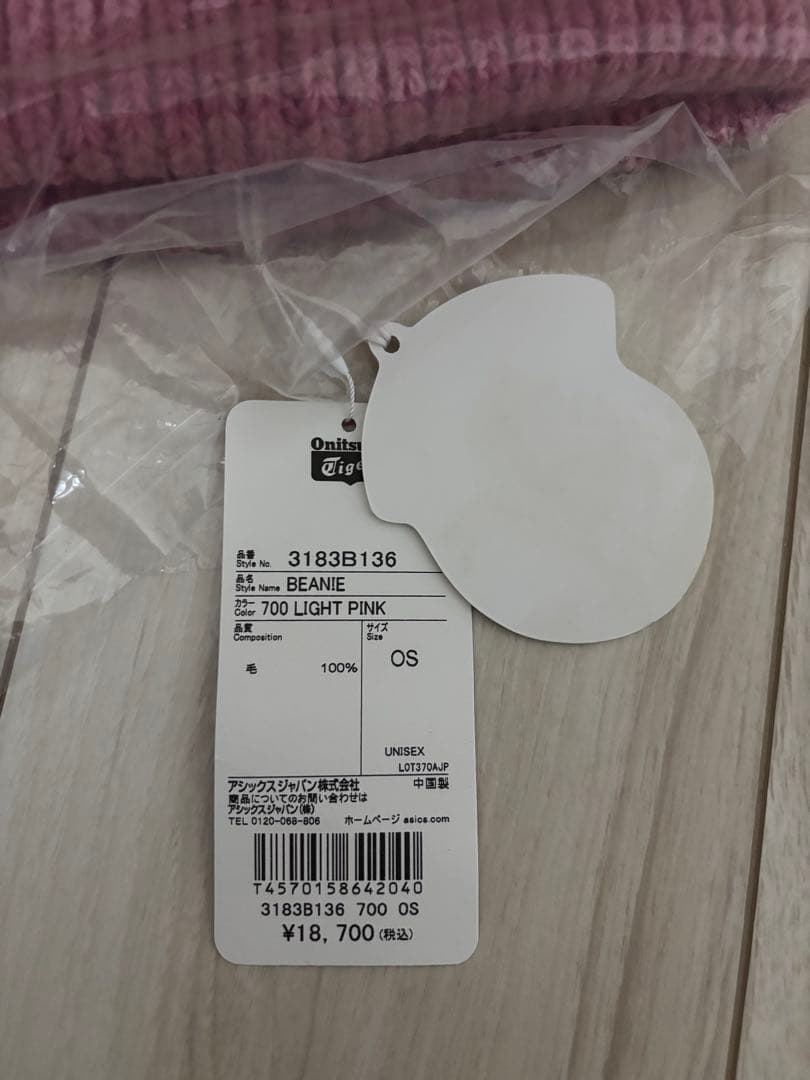 Tige
品番
Style No. 3183B136
品名
Style Name BEANIE
カラー
Color 700 LIGHT PINK
品質
Composition
サイズ
Size
毛 100%
OS
UNISEX
LOT370AJP
アシックスジャパン株式会社 中国製
商品についてのお問い合わせは
アシックスジャパン(株)
TEL 0120-068-806 ホームページ asics.com
T4570158642040
3183B136 700 OS
¥18,700(税込)